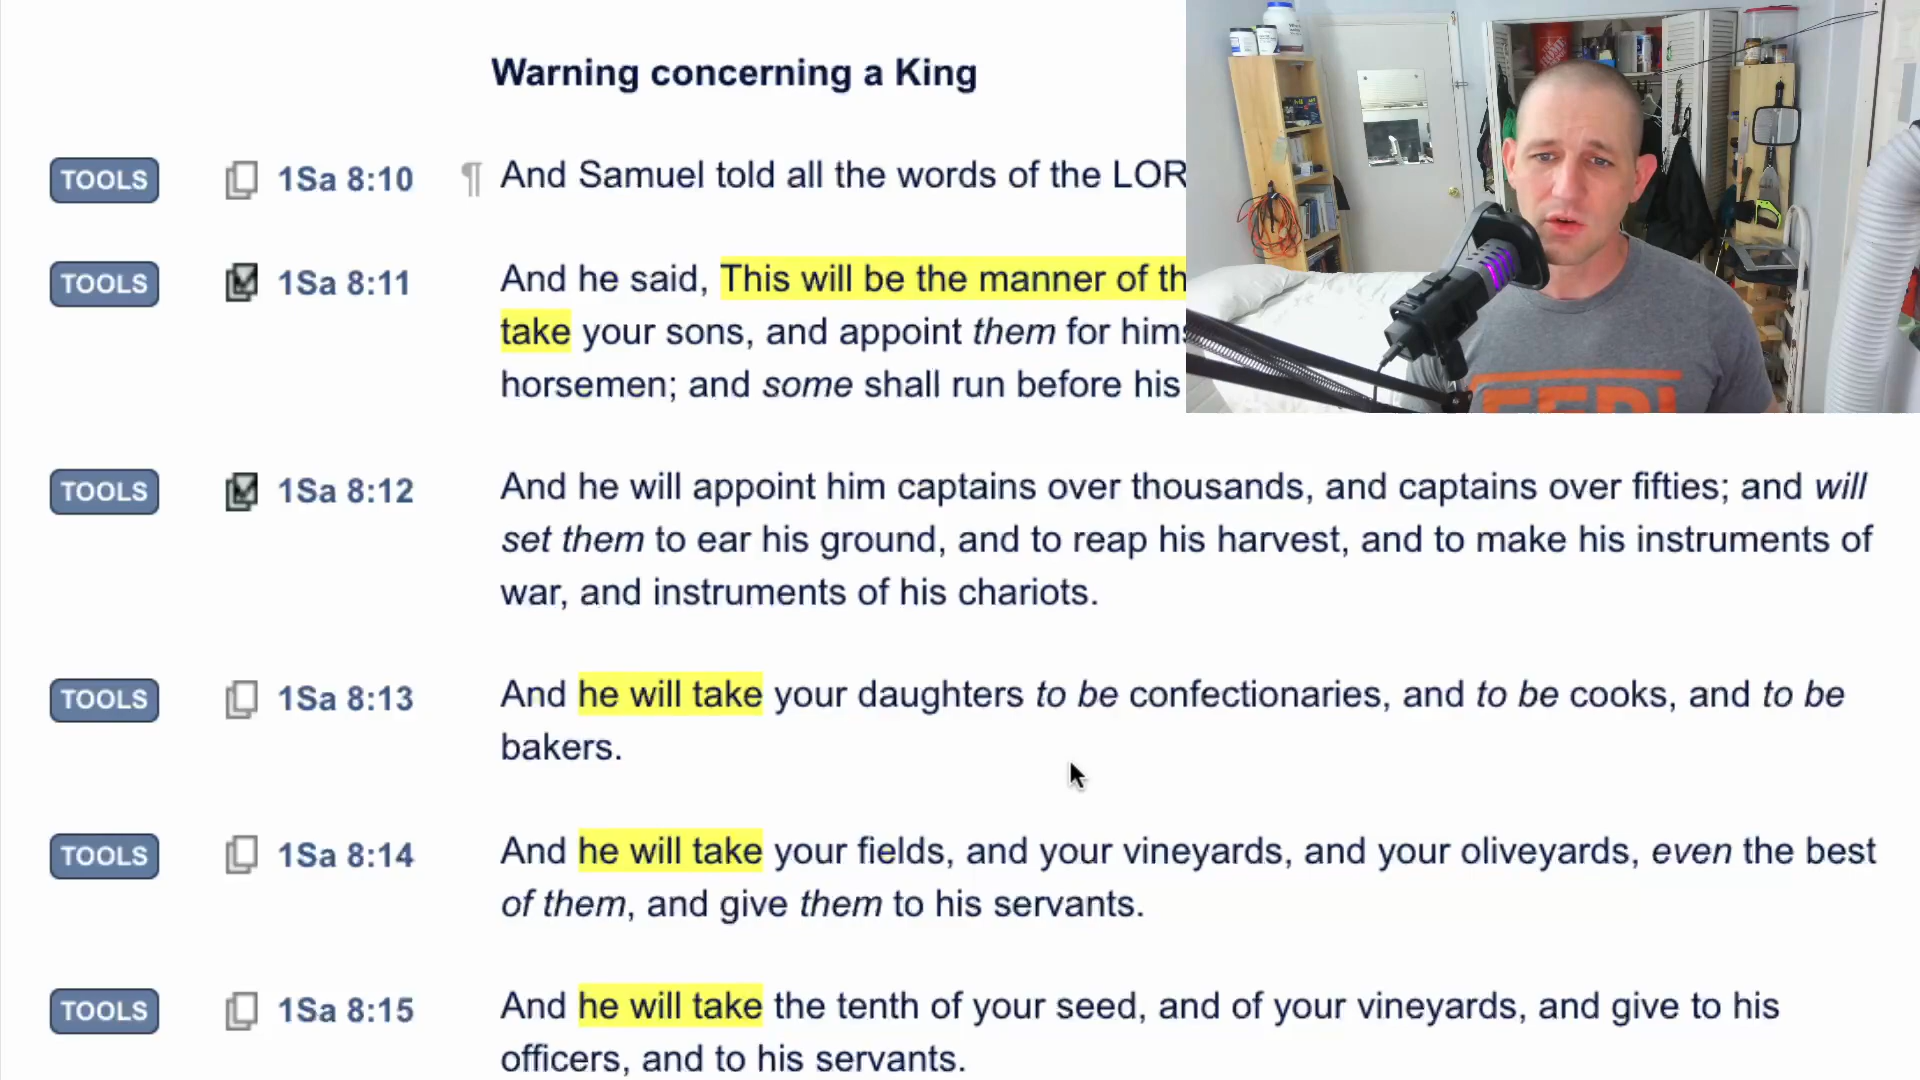 Warning concerning a King
TOOLS 1Sa 8:10 ¶ And Samuel told all the words of the LOR
TOOLS 1Sa 8:11 And he said, This will be the manner of th
take your sons, and appoint them for hims
horsemen; and some shall run before his
TOOLS 1Sa 8:12 And he will appoint him captains over thousands, and captains over fifties; and will
set them to ear his ground, and to reap his harvest, and to make his instruments of
war, and instruments of his chariots.
TOOLS 1Sa 8:13 And he will take your daughters to be confectionaries, and to be cooks, and to be
bakers.
TOOLS 1Sa 8:14 And he will take your fields, and your vineyards, and your oliveyards, even the best
of them, and give them to his servants.
TOOLS 1Sa 8:15 And he will take the tenth of your seed, and of your vineyards, and give to his
officers, and to his servants.